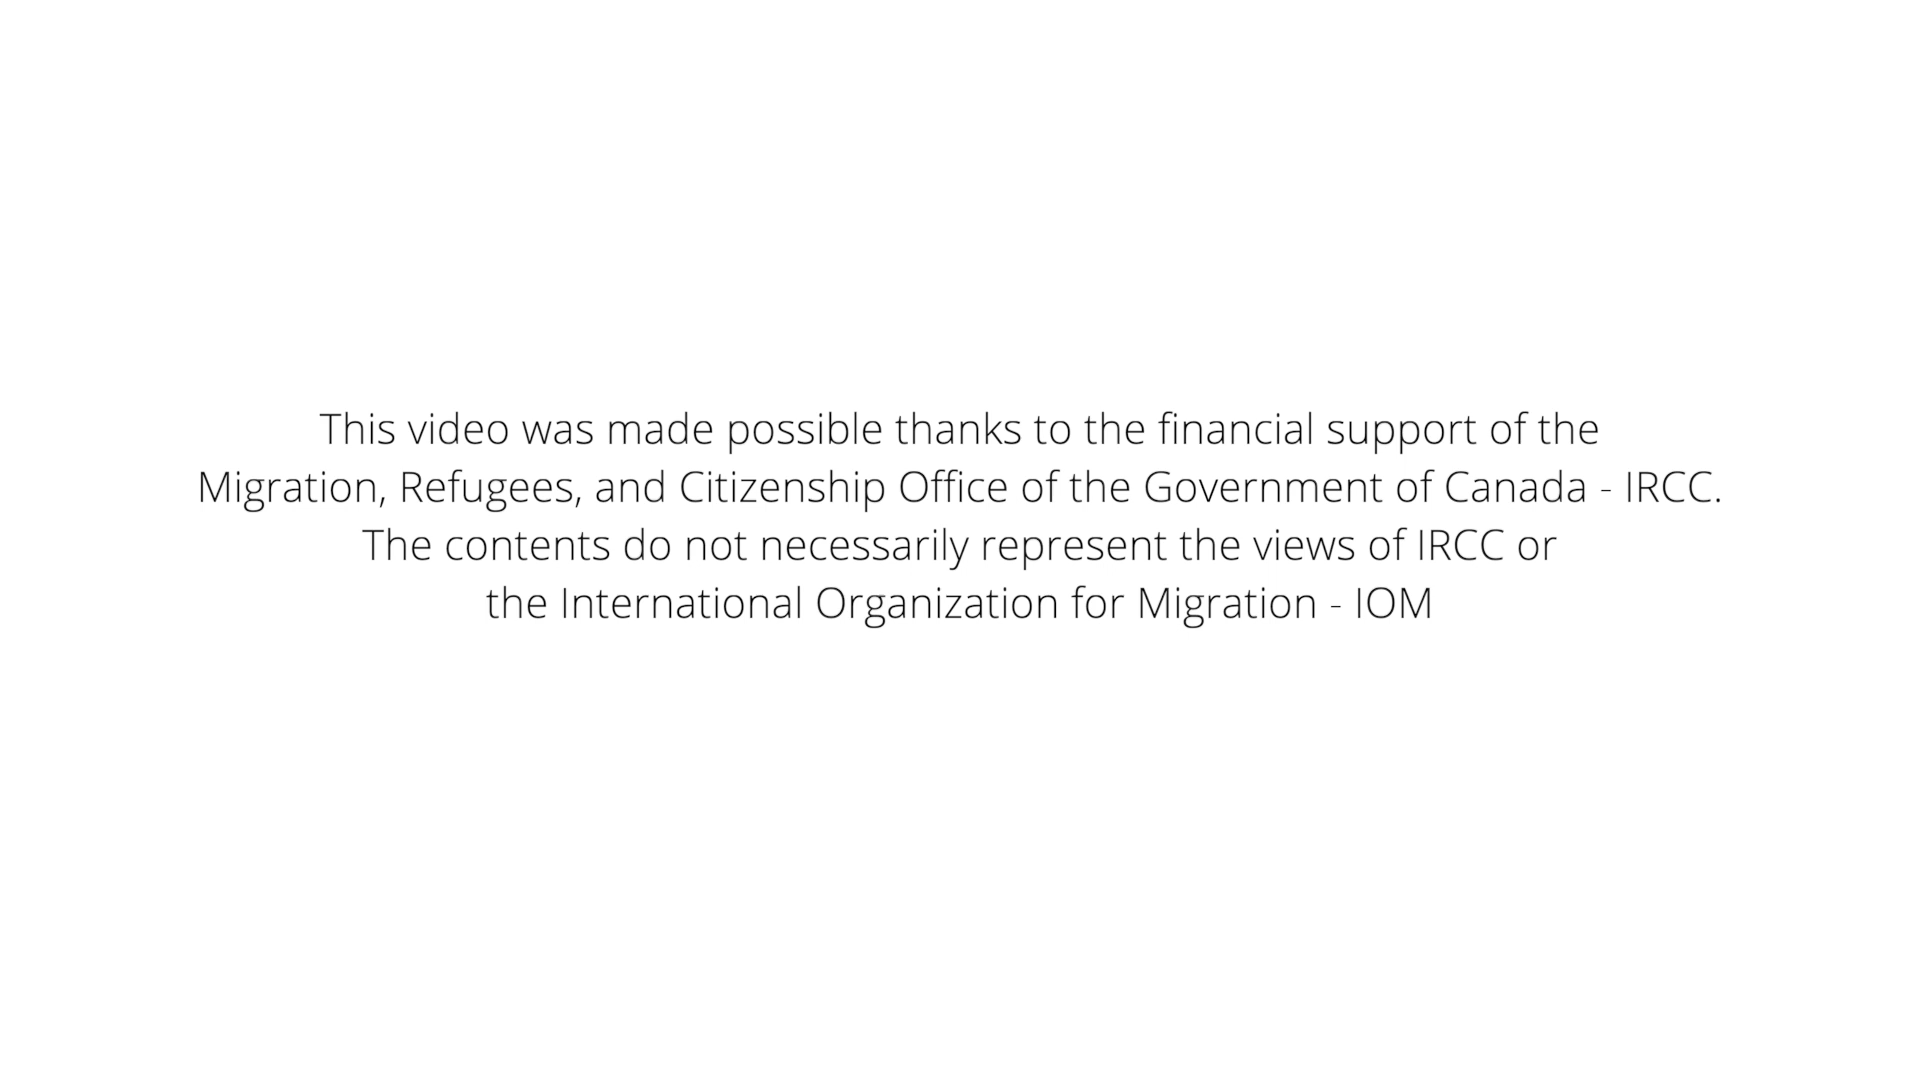 This video was made possible thanks to the financial support of the
Migration, Refugees, and Citizenship Office of the Government of Canada - IRCC.
The contents do not necessarily represent the views of IRCC or
the International Organization for Migration - IOM